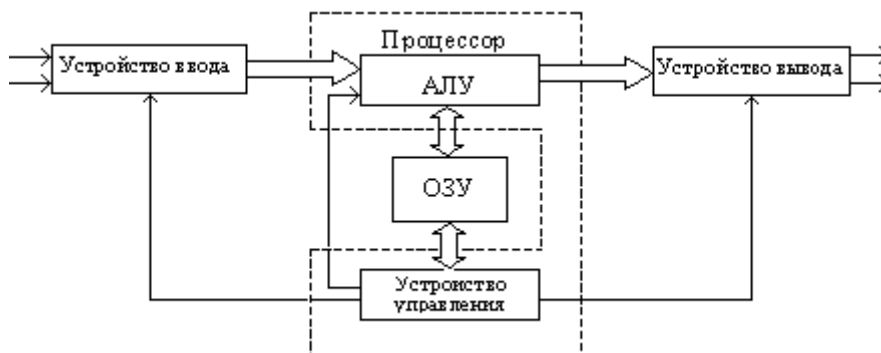 Процессор
Устройство ввода
АЛУ
Устройство вывода
ОЗУ
Устройство
управления